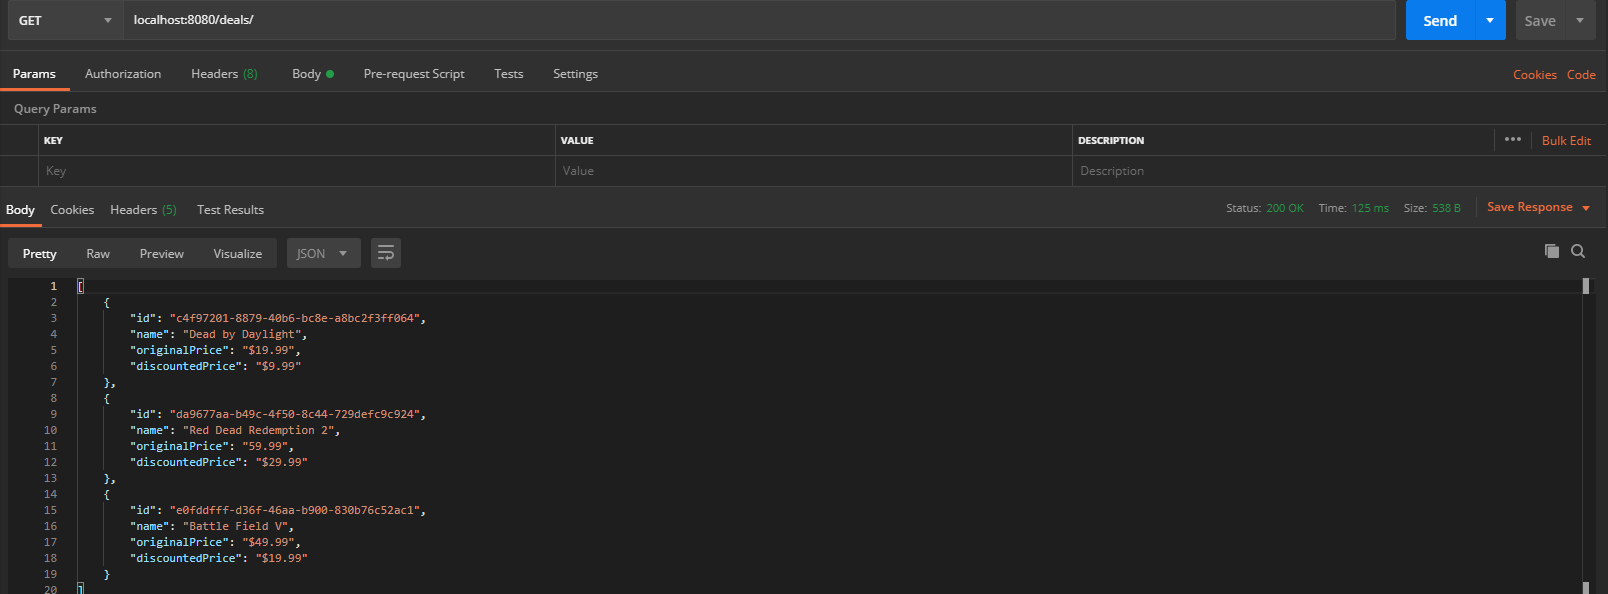 GET localhost:8080/deals/ Send Save
Params Authorization Headers (8) Body Pre-request Script Tests Settings Cookies Code
Query Params
KEY VALUE DESCRIPTION ••• Bulk Edit
Key Value Description
Body Cookies Headers (5) Test Results Status: 200 OK Time: 125 ms Size: 538 B Save Response
Pretty Raw Preview Visualize JSON
1 [
2 {
3 "id": "c4f97201-8879-40b6-bc8e-a8bc2f3ff064",
4 "name": "Dead by Daylight",
5 "originalPrice": "$19.99",
6 "discountedPrice": "$9.99"
7 },
8 {
9 "id": "da9677aa-b49c-4f50-8c44-729defc9c924",
10 "name": "Red Dead Redemption 2",
11 "originalPrice": "59.99",
12 "discountedPrice": "$29.99"
13 },
14 {
15 "id": "e0fddfff-d36f-46aa-b900-830b76c52ac1",
16 "name": "Battle Field V",
17 "originalPrice": "$49.99",
18 "discountedPrice": "$19.99"
19 }
20 ]